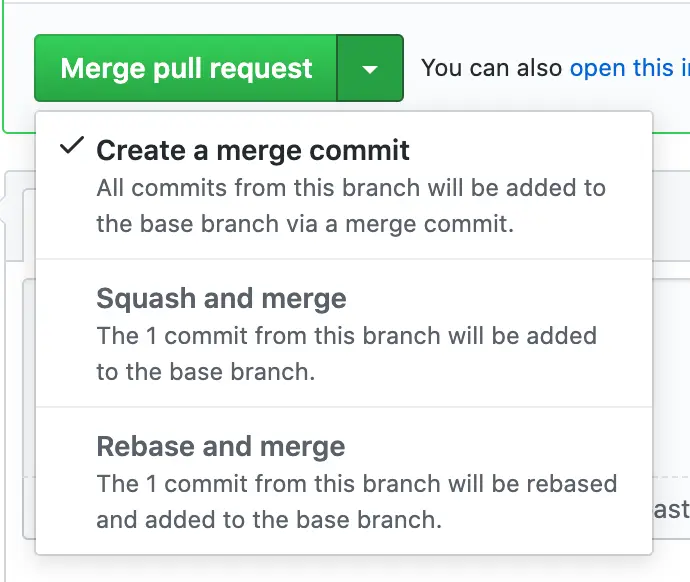 Merge pull request
You can also open this
Create a merge commit
All commits from this branch will be added to
the base branch via a merge commit.
Squash and merge
The 1 commit from this branch will be added
to the base branch.
Rebase and merge
The 1 commit from this branch will be rebased
and added to the base branch.